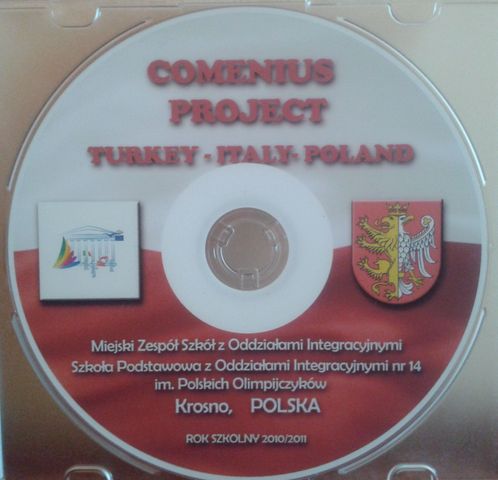 COMENIUS
PROJECT
TURKEY - ITALY- POLAND
Miejski Zespół Szkół z Oddziałami Integracyjnymi
Szkoła Podstawowa z Oddziałami Integracyjnymi nr 14
im. Polskich Olimpijczyków
Krosno, POLSKA
ROK SZKOLNY 2010/2011